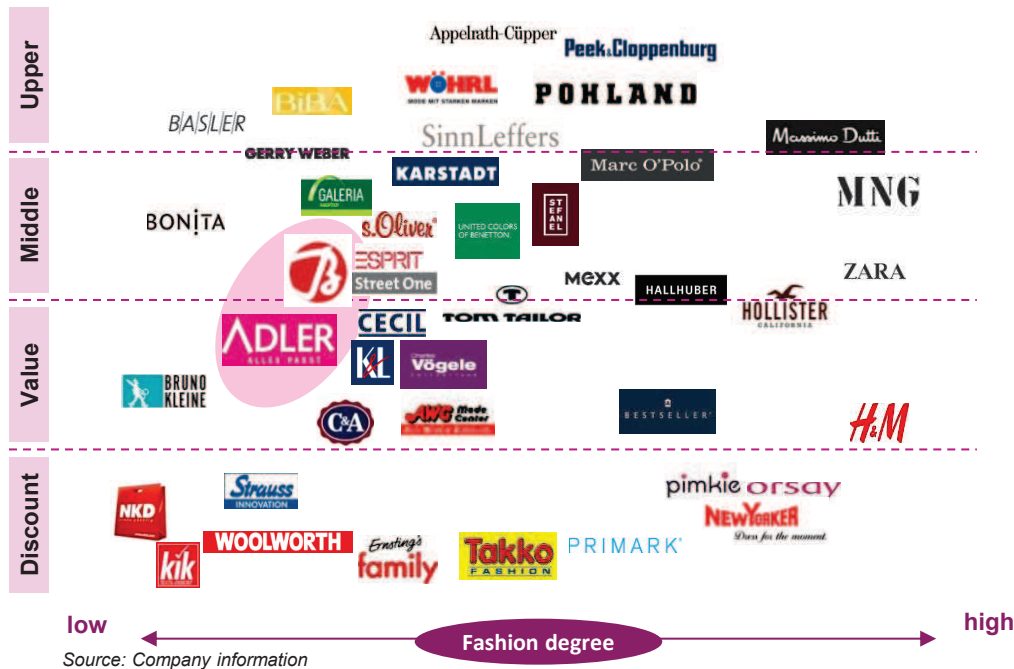 Upper
Appelrath-Cüpper
Peek&Cloppenburg
WÖHRL
MODE MIT STARKEN MARKEN
POHLAND
BiBA
B/A/S/L/E/R
SinnLeffers
Massimo Dutti
GERRY WEBER
Middle
KARSTADT
Marc O'Polo
GALERIA
MNG
BONiTA
s.Oliver
UNITED COLORS
OF BENETTON.
STEFANEL
B
ESPRIT
Street One
mexx
HALLHUBER
ZARA
T
TOM TAILOR
HOLLISTER
CALIFORNIA
Value
ADLER
ALLES PASST
CECIL
K&L
Charles
Vögele
BRUNO
KLEINE
C&A
AWG Mode
Center
BESTSELLER
H&M
Discount
NKD
Strauss
INNOVATION
pimkie
orsay
NEWYORKER
Dress for the moment.
WOOLWORTH
kik
Ernsting's
family
Takko
FASHION
PRIMARK
low
Fashion degree
high
Source: Company information